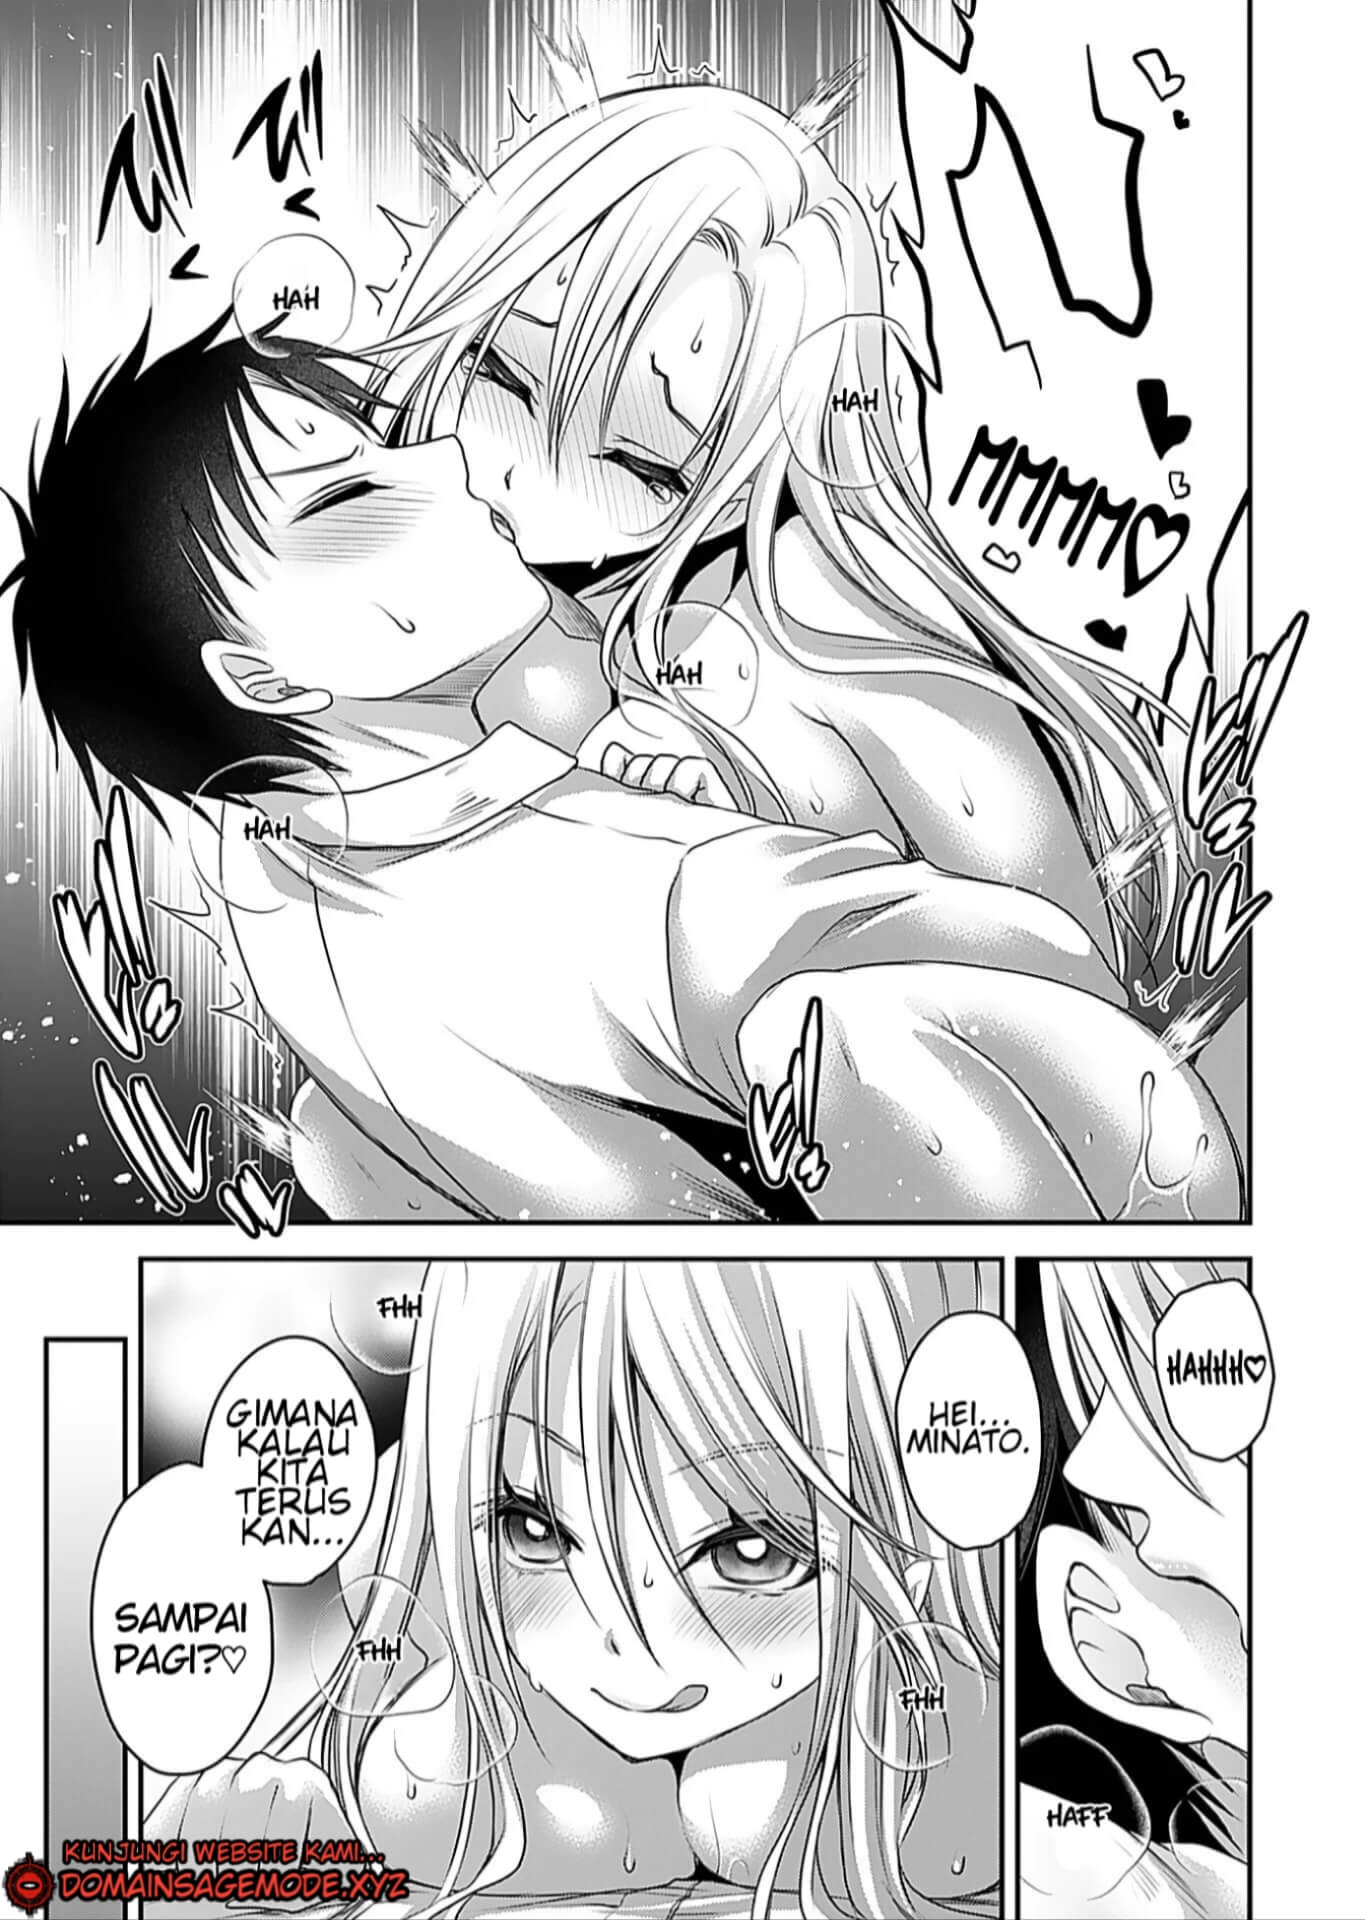 HAH
HAH
MMMM♡
HAH
HAH
HAHHH♡
HAFF
HEI...
MINATO.
FHH
GIMANA
KALAU
KITA
TERUS
KAN...
SAMPAI
PAGI?♡
FHH
FHH
KUNJUNGI WEBSITE KAMI...
DOMAINSAGEMODE.XYZ